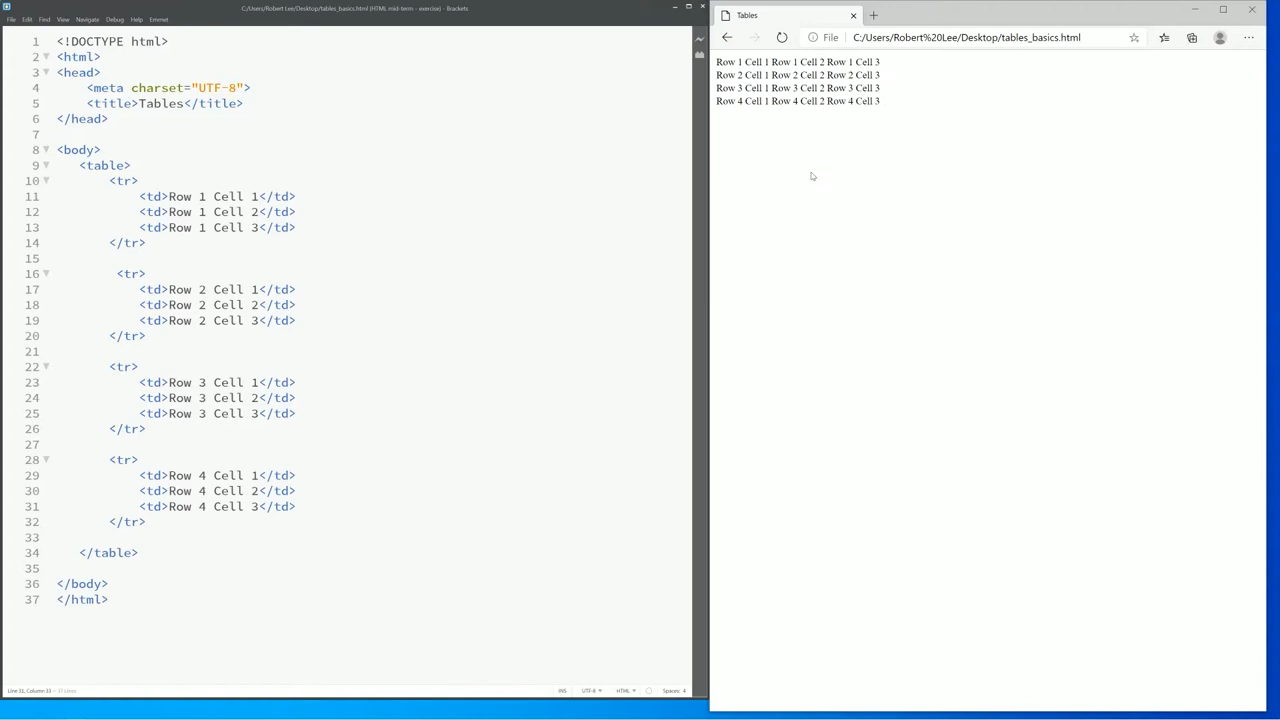 C:/Users/Robert Lee/Desktop/tables_basics.html (HTML mid-term - exercise) - Brackets
File Edit Find View Navigate Debug Help Emmet
1 <!DOCTYPE html>
2 <html>
3 <head>
4 <meta charset="UTF-8">
5 <title>Tables</title>
6 </head>
7
8 <body>
9 <table>
10 <tr>
11 <td>Row 1 Cell 1</td>
12 <td>Row 1 Cell 2</td>
13 <td>Row 1 Cell 3</td>
14 </tr>
15
16 <tr>
17 <td>Row 2 Cell 1</td>
18 <td>Row 2 Cell 2</td>
19 <td>Row 2 Cell 3</td>
20 </tr>
21
22 <tr>
23 <td>Row 3 Cell 1</td>
24 <td>Row 3 Cell 2</td>
25 <td>Row 3 Cell 3</td>
26 </tr>
27
28 <tr>
29 <td>Row 4 Cell 1</td>
30 <td>Row 4 Cell 2</td>
31 <td>Row 4 Cell 3</td>
32 </tr>
33
34 </table>
35
36 </body>
37 </html>
Line 31, Column 33 — 37 Lines
INS UTF-8 HTML Spaces: 4
Tables
File C:/Users/Robert%20Lee/Desktop/tables_basics.html
Row 1 Cell 1 Row 1 Cell 2 Row 1 Cell 3
Row 2 Cell 1 Row 2 Cell 2 Row 2 Cell 3
Row 3 Cell 1 Row 3 Cell 2 Row 3 Cell 3
Row 4 Cell 1 Row 4 Cell 2 Row 4 Cell 3